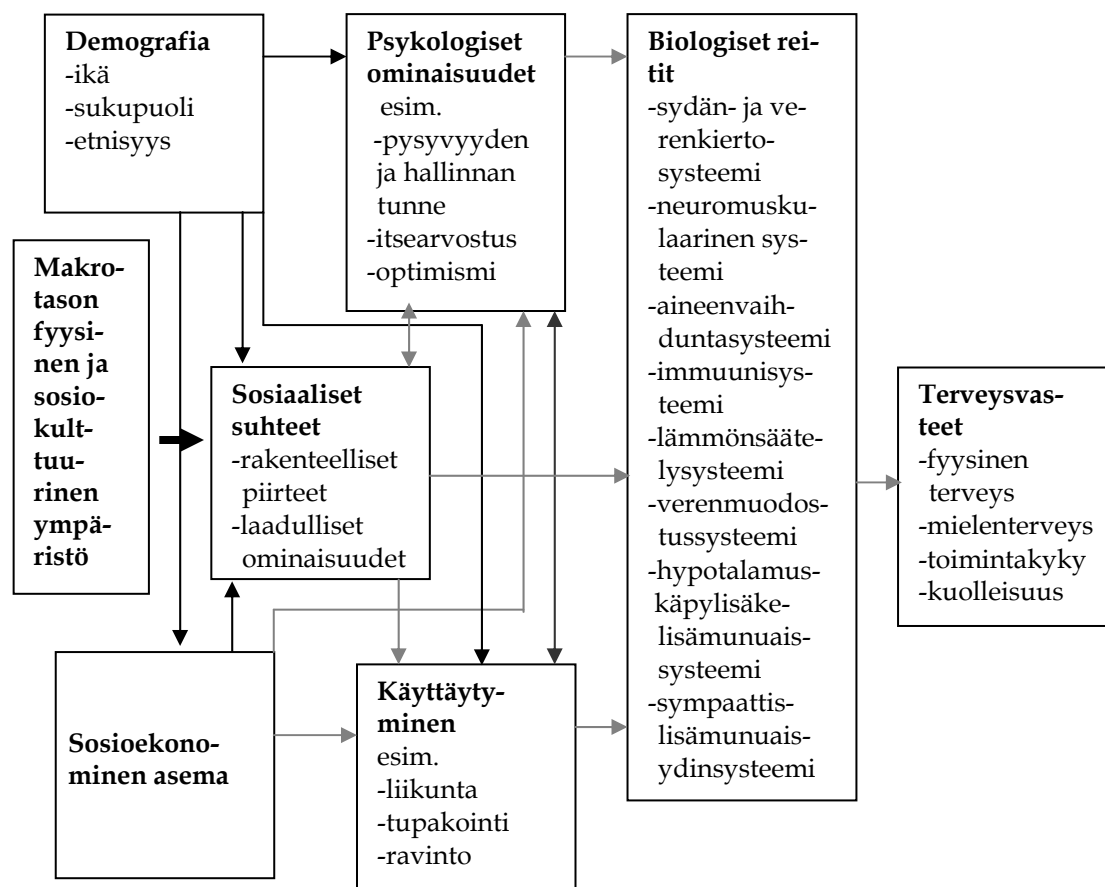 Demografia
-ikä
-sukupuoli
-etnisyys
Psykologiset
ominaisuudet
esim.
-pysyvyyden
ja hallinnan
tunne
-itsearvostus
-optimismi
Biologiset rei-
tit
-sydän- ja ve-
renkierto-
systeemi
-neuromusku
laarinen sys-
teemi
-aineenvaih-
duntasysteemi
-immuunisys-
teemi
-lämmönsääte-
lysysteemi
-verenmuodos-
tussysteemi
-hypotalamus-
käpylisäke-
lisämunuais-
systeemi
-sympaattis-
lisämunuais-
ydinsysteemi
Makro-
tason
fyysi-
nen ja
sosio-
kult-
tuu-
rinen
ympä-
ristö
Sosiaaliset
suhteet
-rakenteelliset
piirteet
-laadulliset
ominaisuudet
Terveysvas-
teet
-fyysinen
terveys
-mielenterveys
-toimintakyky
-kuolleisuus
Sosioekono-
minen asema
Käyttäyty-
minen
esim.
-liikunta
-tupakointi
-ravinto